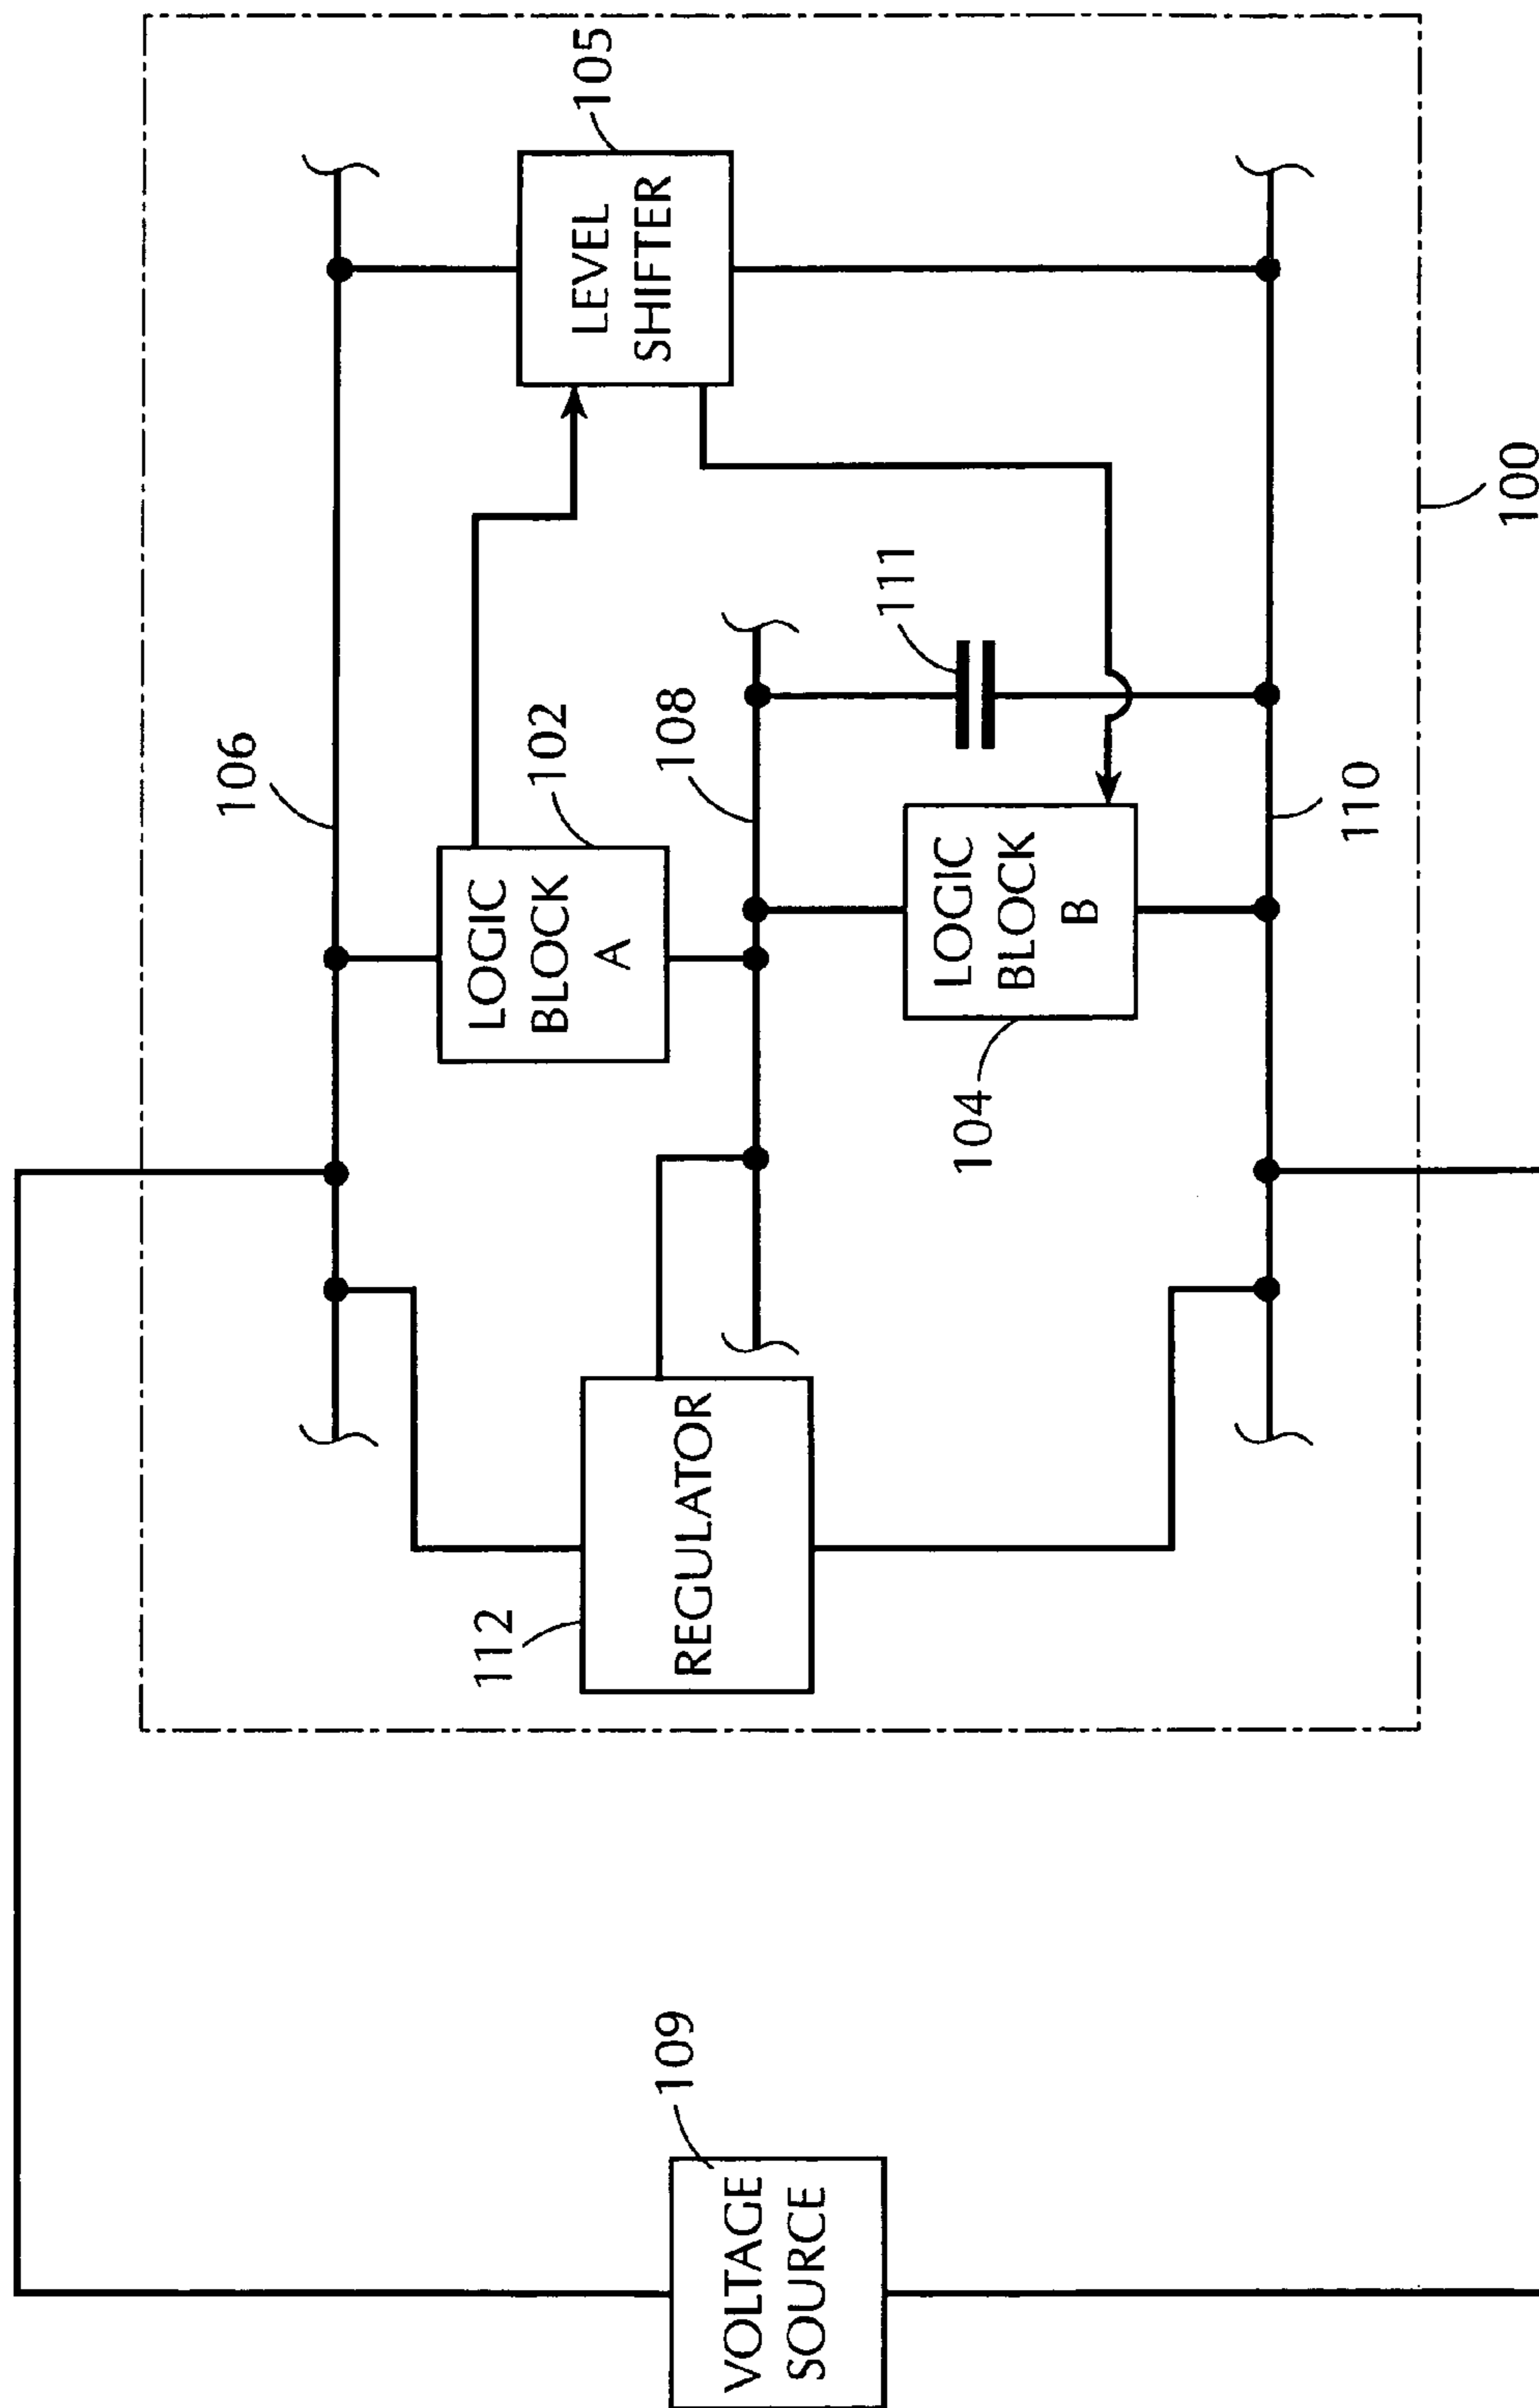 VOLTAGE
SOURCE
109
112
REGULATOR
106
LOGIC
BLOCK
A
102
108
LOGIC
BLOCK
B
104
110
111
LEVEL
SHIFTER
105
100